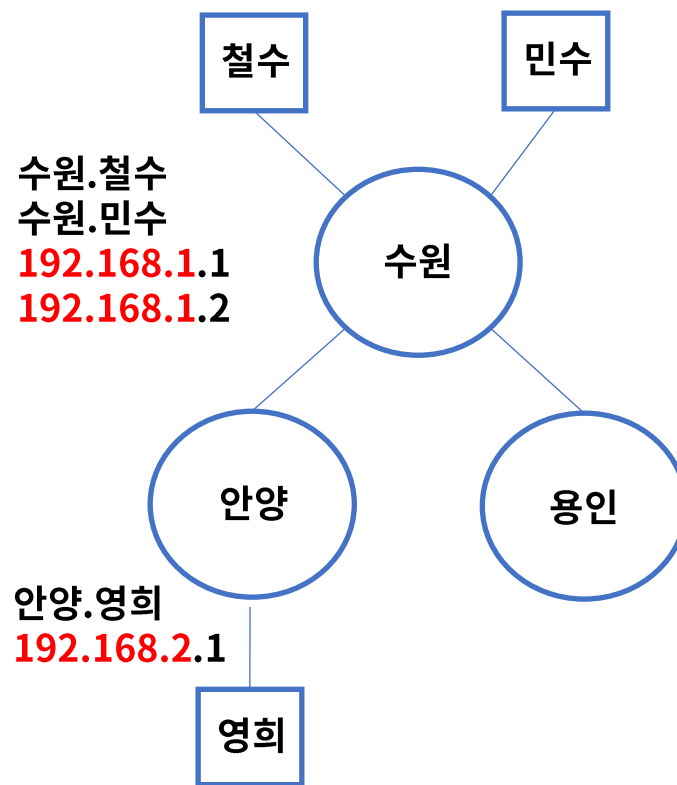 철수
민수
수원.철수
수원.민수
192.168.1.1
192.168.1.2
수원
안양
용인
안양.영희
192.168.2.1
영희